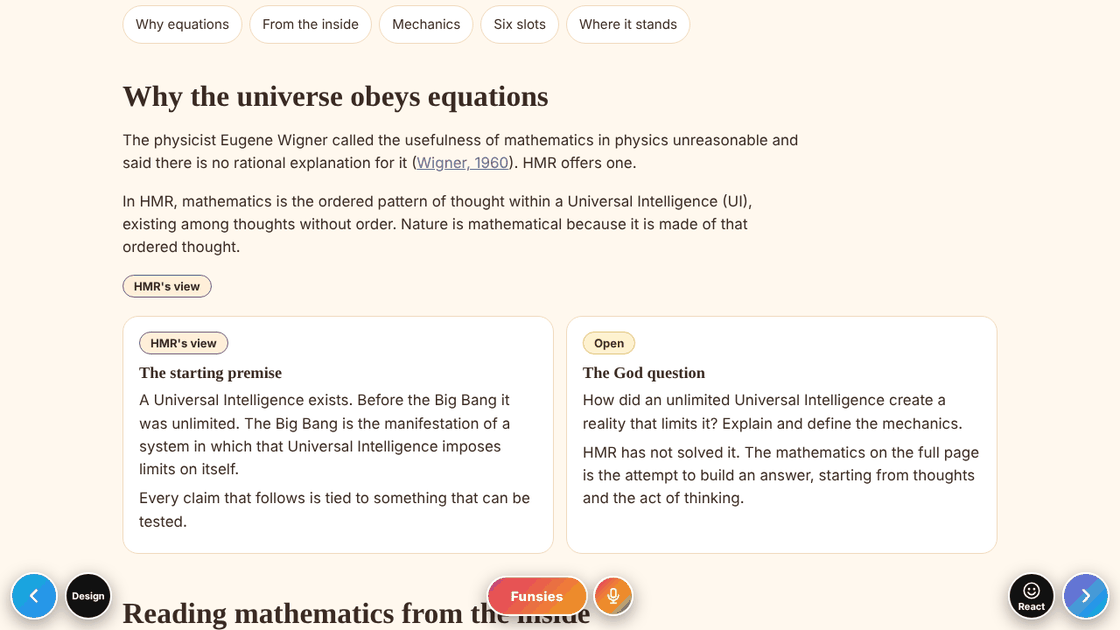 Why equations
From the inside
Mechanics
Six slots
Where it stands
Why the universe obeys equations
The physicist Eugene Wigner called the usefulness of mathematics in physics unreasonable and
said there is no rational explanation for it (Wigner, 1960). HMR offers one.
In HMR, mathematics is the ordered pattern of thought within a Universal Intelligence (UI),
existing among thoughts without order. Nature is mathematical because it is made of that
ordered thought.
HMR's view
HMR's view
The starting premise
A Universal Intelligence exists. Before the Big Bang it
was unlimited. The Big Bang is the manifestation of a
system in which that Universal Intelligence imposes
limits on itself.
Every claim that follows is tied to something that can be
tested.
Open
The God question
How did an unlimited Universal Intelligence create a
reality that limits it? Explain and define the mechanics.
HMR has not solved it. The mathematics on the full page
is the attempt to build an answer, starting from thoughts
and the act of thinking.
Design
Funsies
React
Reading mathematics from the inside